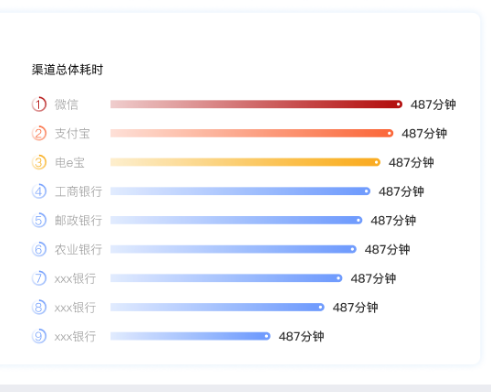 渠道总体耗时
1 微信 487分钟
2 支付宝 487分钟
3 电e宝 487分钟
4 工商银行 487分钟
5 邮政银行 487分钟
6 农业银行 487分钟
7 xxx银行 487分钟
8 xxx银行 487分钟
9 xxx银行 487分钟